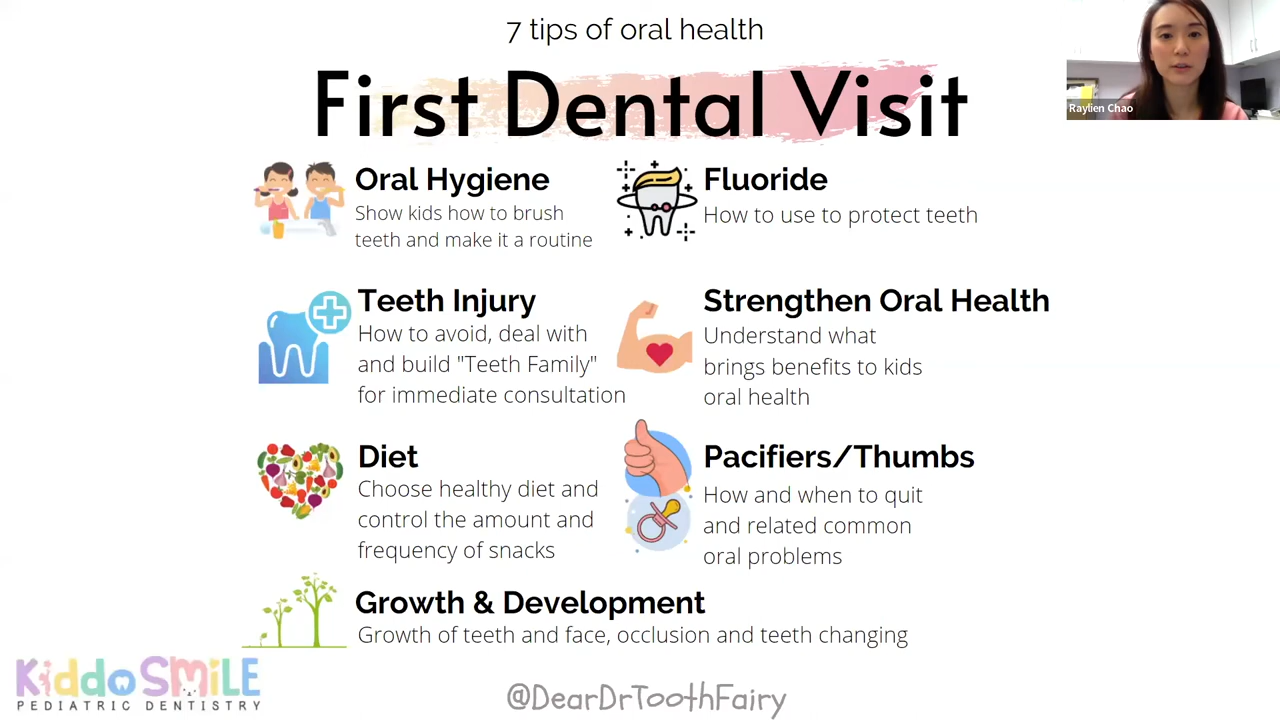 7 tips of oral health
First Dental Visit
Raylien Chao
Oral Hygiene
Show kids how to brush
teeth and make it a routine
Fluoride
How to use to protect teeth
Teeth Injury
How to avoid, deal with
and build "Teeth Family"
for immediate consultation
Strengthen Oral Health
Understand what
brings benefits to kids
oral health
Diet
Choose healthy diet and
control the amount and
frequency of snacks
Pacifiers/Thumbs
How and when to quit
and related common
oral problems
Growth & Development
Growth of teeth and face, occlusion and teeth changing
KiddoSMiLE
PEDIATRIC DENTISTRY
@DearDrToothFairy